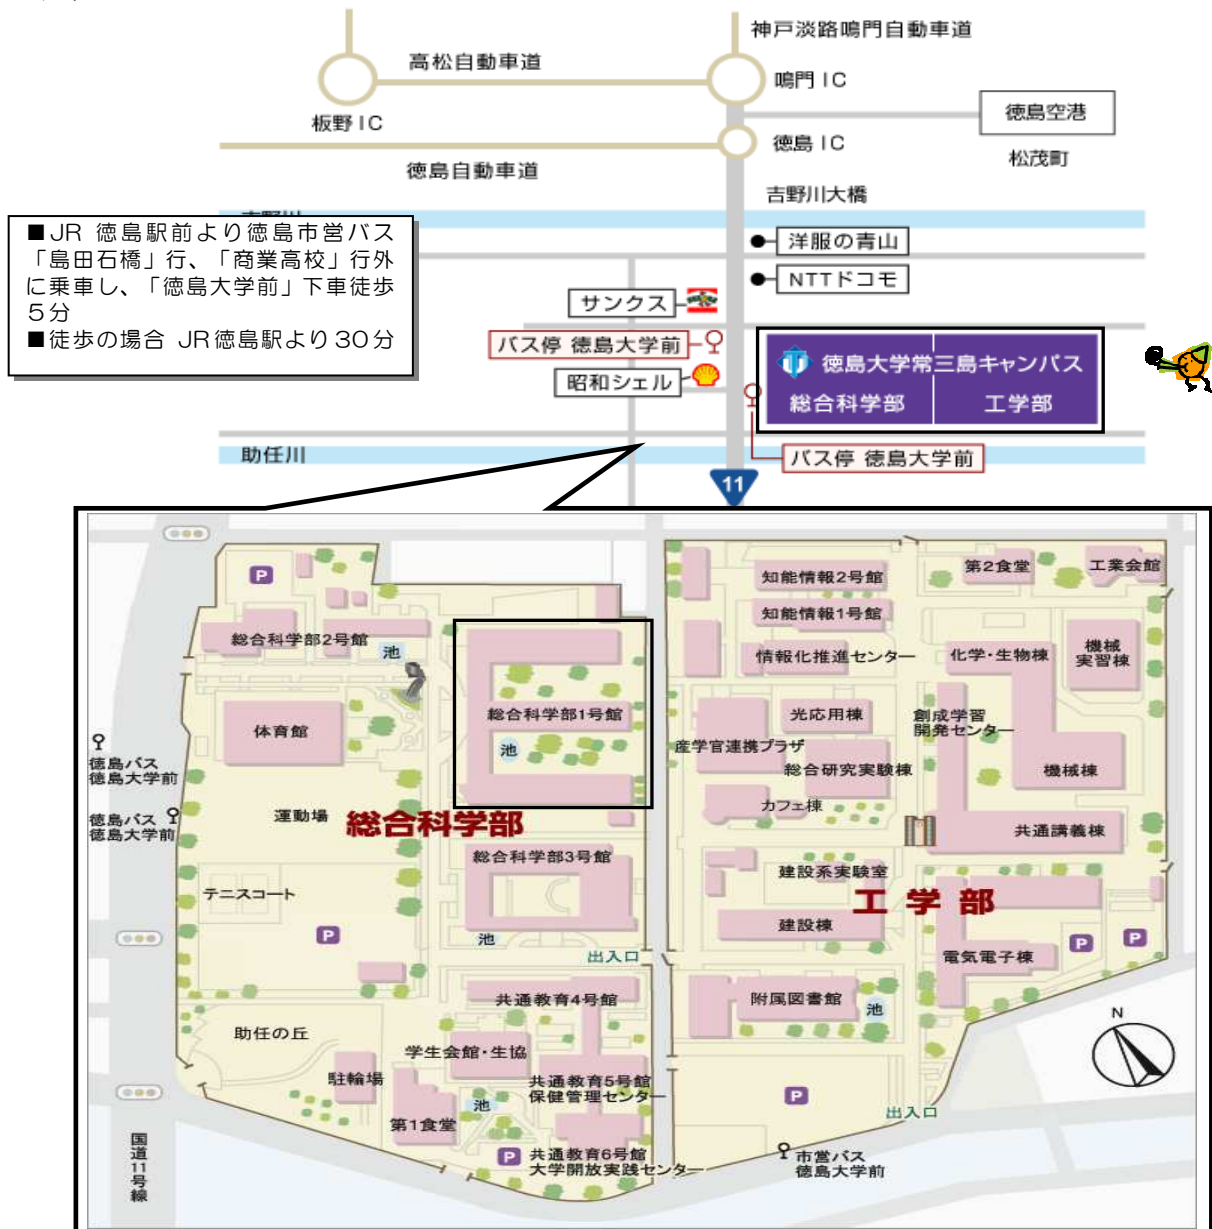 神戸淡路鳴門自動車道
高松自動車道
鳴門 IC
板野 IC
徳島空港
徳島 IC
松茂町
徳島自動車道
吉野川大橋
■JR 徳島駅前より徳島市営バス
「島田石橋」行、「商業高校」行外
に乗車し、「徳島大学前」下車徒歩
5分
■徒歩の場合 JR徳島駅より30分
洋服の青山
NTTドコモ
サンクス
バス停 徳島大学前
昭和シェル
徳島大学常三島キャンパス
総合科学部
工学部
助任川
バス停 徳島大学前
11
P
総合科学部2号館
池
体育館
総合科学部1号館
池
徳島バス
徳島大学前
徳島バス
徳島大学前
運動場
総合科学部
総合科学部3号館
テニスコート
P
池
出入口
共通教育4号館
助任の丘
学生会館・生協
駐輪場
共通教育5号館
保健管理センター
池
第1食堂
P
共通教育6号館
大学開放実践センター
国道11号線
知能情報2号館
第2食堂
工業会館
知能情報1号館
情報化推進センター
化学・生物棟
機械
実習棟
光応用棟
創成学習
開発センター
産学官連携プラザ
総合研究実験棟
機械棟
カフェ棟
共通講義棟
建設系実験室
工学部
建設棟
P
P
電気電子棟
附属図書館
池
N
P
出入口
市営バス
徳島大学前